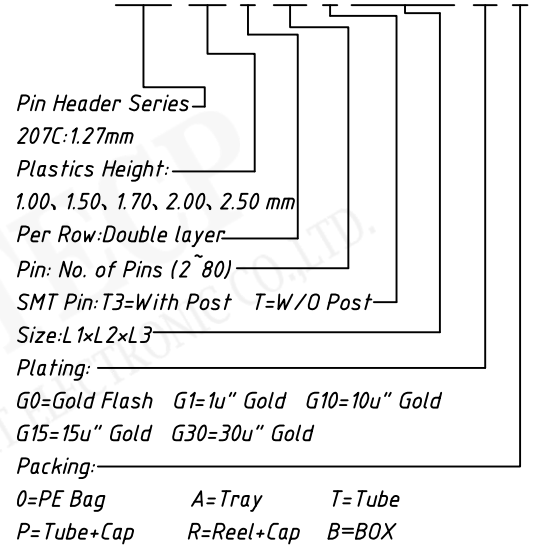 Pin Header Series
207C:1.27mm
Plastics Height:
1.00、1.50、1.70、2.00、2.50 mm
Per Row:Double layer
Pin: No. of Pins (2~80)
SMT Pin:T3=With Post T=W/O Post
Size:L1×L2×L3
Plating:
G0=Gold Flash G1=1u" Gold G10=10u" Gold
G15=15u" Gold G30=30u" Gold
Packing:
0=PE Bag A=Tray T=Tube
P=Tube+Cap R=Reel+Cap B=BOX